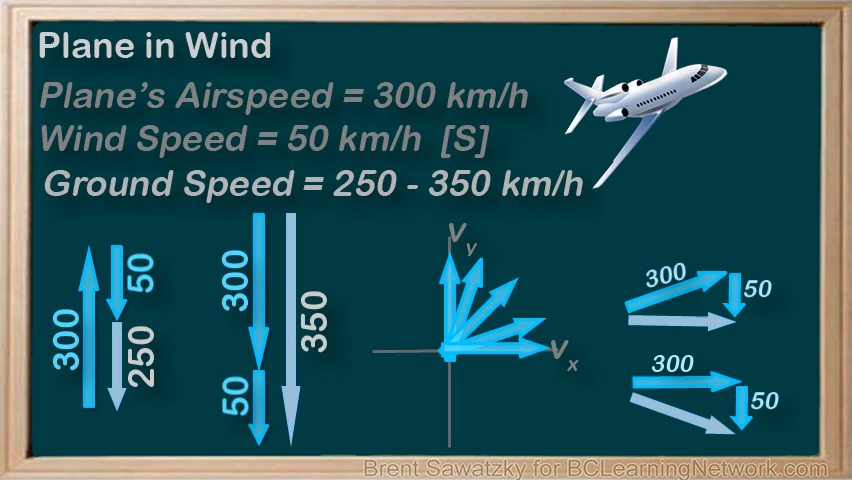 Plane in Wind
Plane's Airspeed = 300 km/h
Wind Speed = 50 km/h [S]
Ground Speed = 250 - 350 km/h
300
50
250
300
50
350
Vy
Vx
300
50
300
50
Brent Sawatzky for BCLearningNetwork.com